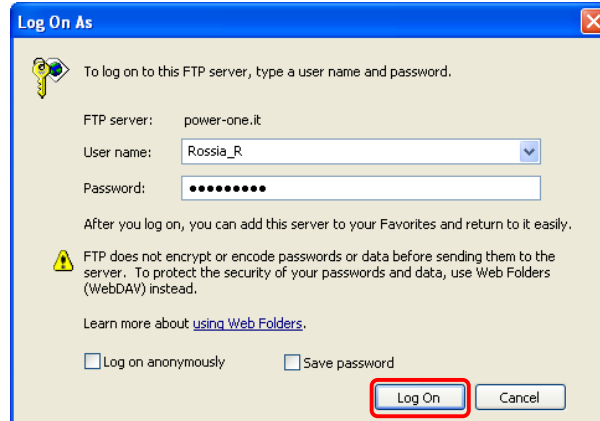 Log On As
To log on to this FTP server, type a user name and password.
FTP server: power-one.it
User name: Rossia_R
Password: ●●●●●●●●●
After you log on, you can add this server to your Favorites and return to it easily.
FTP does not encrypt or encode passwords or data before sending them to the
server. To protect the security of your passwords and data, use Web Folders
(WebDAV) instead.
Learn more about using Web Folders.
Log on anonymously Save password
Log On Cancel